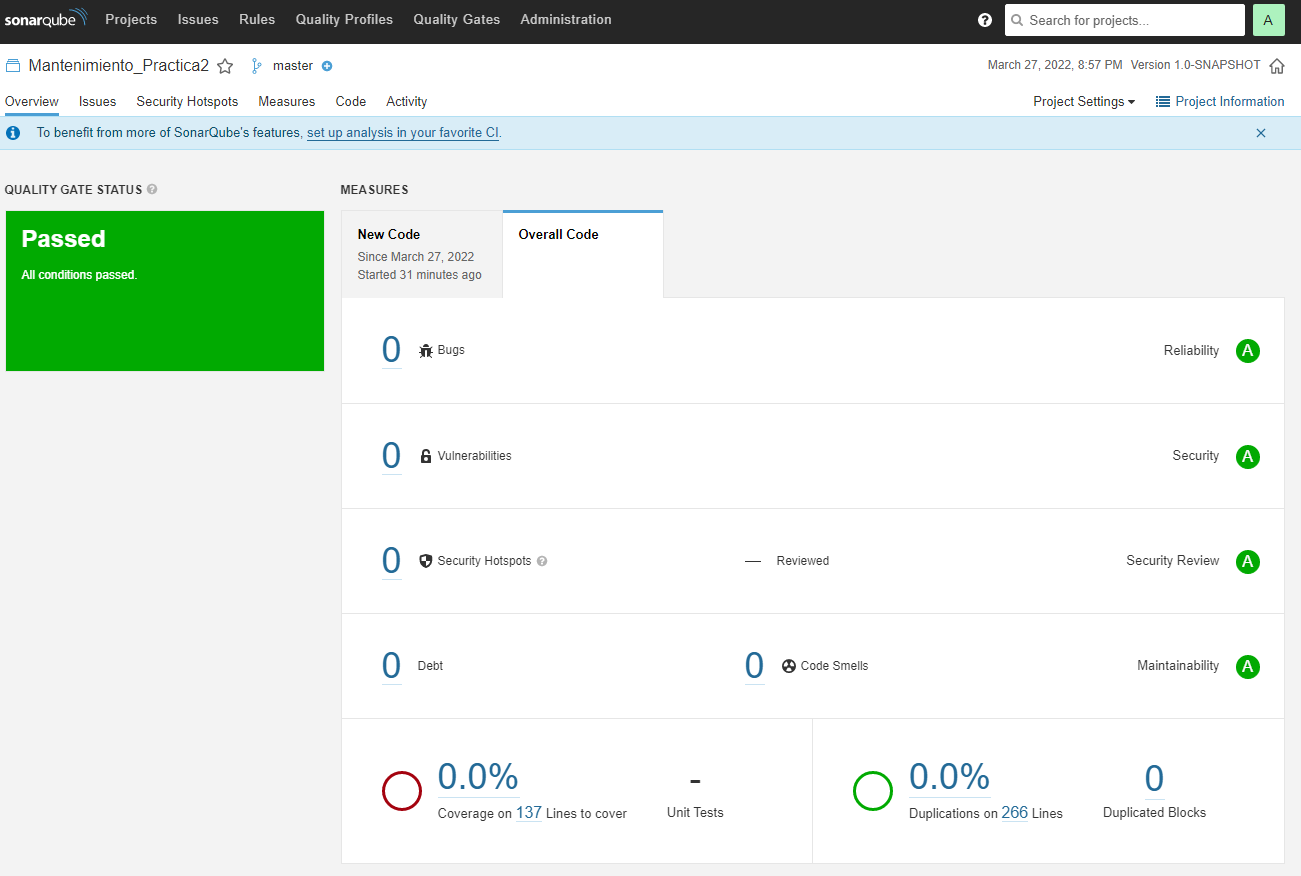 sonarqube Projects Issues Rules Quality Profiles Quality Gates Administration ? Search for projects... A
Mantenimiento_Practica2 master March 27, 2022, 8:57 PM Version 1.0-SNAPSHOT
Overview Issues Security Hotspots Measures Code Activity Project Settings Project Information
To benefit from more of SonarQube's features, set up analysis in your favorite CI.
QUALITY GATE STATUS ?
Passed
All conditions passed.
MEASURES
New Code
Since March 27, 2022
Started 31 minutes ago
Overall Code
0 Bugs Reliability A
0 Vulnerabilities Security A
0 Security Hotspots ? — Reviewed Security Review A
0 Debt 0 Code Smells Maintainability A
0.0%
Coverage on 137 Lines to cover
-
Unit Tests
0.0%
Duplications on 266 Lines
0
Duplicated Blocks